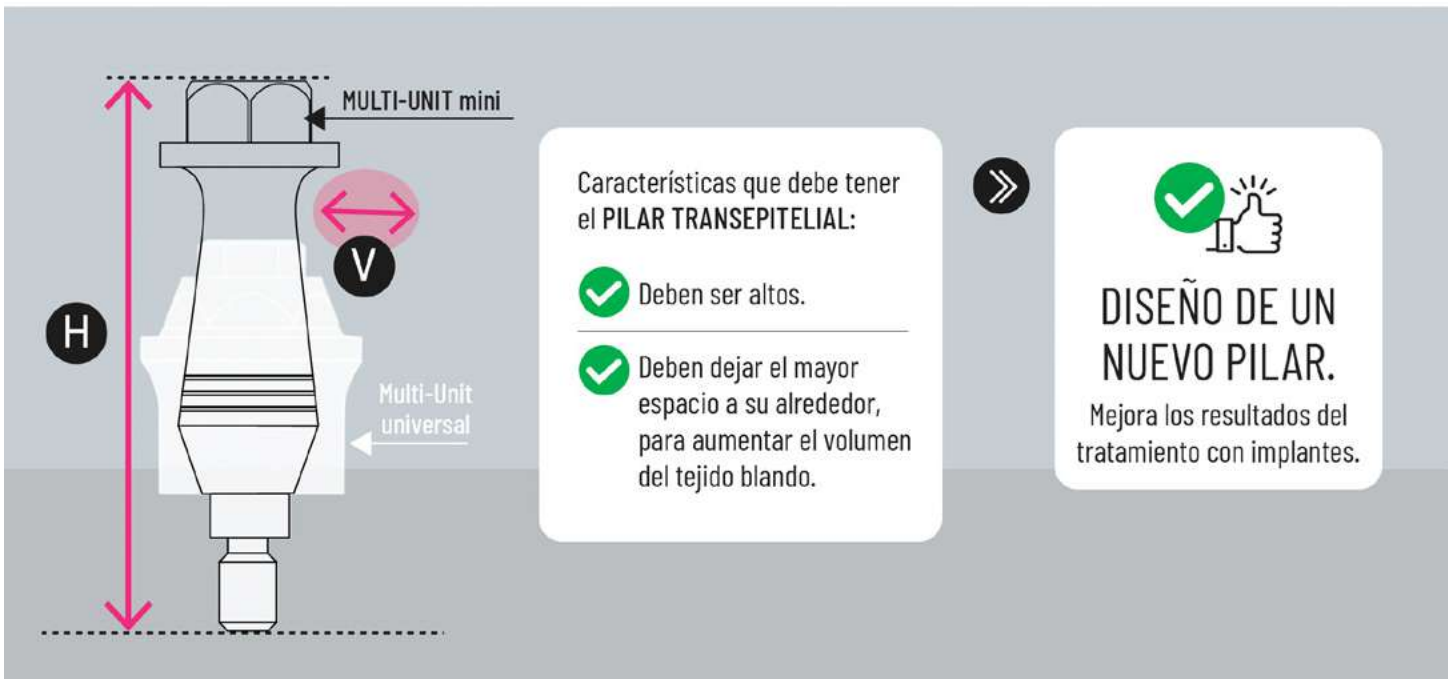 MULTI-UNIT mini
V
H
Multi-Unit
universal
Características que debe tener
el PILAR TRANSEPITELIAL:
Deben ser altos.
Deben dejar el mayor
espacio a su alrededor,
para aumentar el volumen
del tejido blando.
DISEÑO DE UN
NUEVO PILAR.
Mejora los resultados del
tratamiento con implantes.